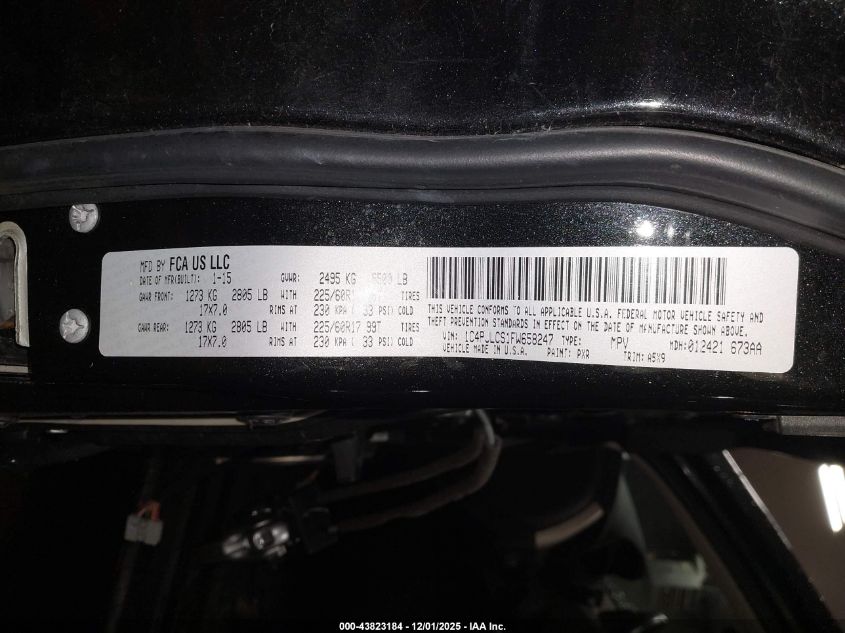 MFD BY FCA US LLC
DATE OF MFR(BUILT): 1-15 GVWR: 2495 KG LB
GAWR FRONT: 1273 KG 2805 LB WITH TIRES
17X7.0 RIMS AT 230 KPA( 33 PSI) COLD
GAWR REAR: 1273 KG 2805 LB WITH 225/60R17 99T TIRES
17X7.0 RIMS AT 230 KPA( 33 PSI) COLD
THIS VEHICLE CONFORMS TO ALL APPLICABLE U.S.A. FEDERAL MOTOR VEHICLE SAFETY AND
THEFT PREVENTION STANDARDS IN EFFECT ON THE DATE OF MANUFACTURE SHOWN ABOVE.
VIN: 1C4PJLCS1FW658247 TYPE: MPV MDH:012421 673AA
VEHICLE MADE IN U.S.A. PAINT: PXR TRIM: A5X9
000-43823184 - 12/01/2025 - IAA Inc.